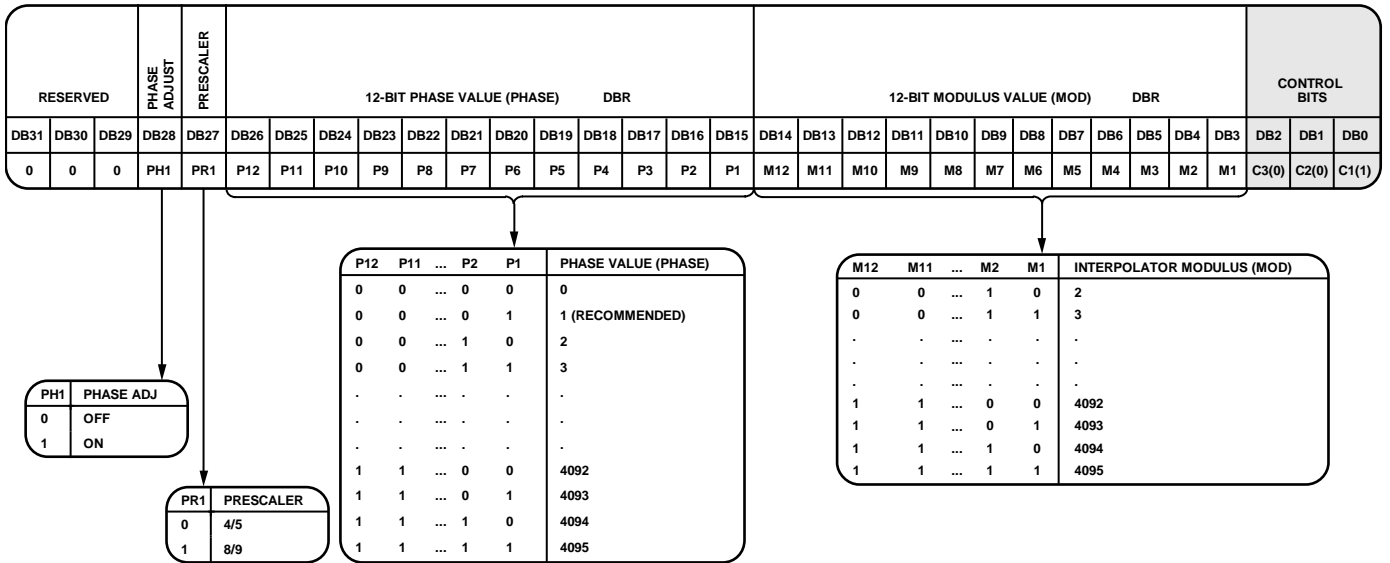 RESERVED PHASE ADJUST PRESCALER 12-BIT PHASE VALUE (PHASE) DBR 12-BIT MODULUS VALUE (MOD) DBR CONTROL BITS
DB31 DB30 DB29 DB28 DB27 DB26 DB25 DB24 DB23 DB22 DB21 DB20 DB19 DB18 DB17 DB16 DB15 DB14 DB13 DB12 DB11 DB10 DB9 DB8 DB7 DB6 DB5 DB4 DB3 DB2 DB1 DB0
0 0 0 PH1 PR1 P12 P11 P10 P9 P8 P7 P6 P5 P4 P3 P2 P1 M12 M11 M10 M9 M8 M7 M6 M5 M4 M3 M2 M1 C3(0) C2(0) C1(1)
PH1 PHASE ADJ
0 OFF
1 ON
PR1 PRESCALER
0 4/5
1 8/9
P12 P11 ... P2 P1 PHASE VALUE (PHASE)
0 0 ... 0 0 0
0 0 ... 0 1 1 (RECOMMENDED)
0 0 ... 1 0 2
0 0 ... 1 1 3
. . ... . . .
. . ... . . .
. . ... . . .
1 1 ... 0 0 4092
1 1 ... 0 1 4093
1 1 ... 1 0 4094
1 1 ... 1 1 4095
M12 M11 ... M2 M1 INTERPOLATOR MODULUS (MOD)
0 0 ... 1 0 2
0 0 ... 1 1 3
. . ... . . .
. . ... . . .
. . ... . . .
1 1 ... 0 0 4092
1 1 ... 0 1 4093
1 1 ... 1 0 4094
1 1 ... 1 1 4095